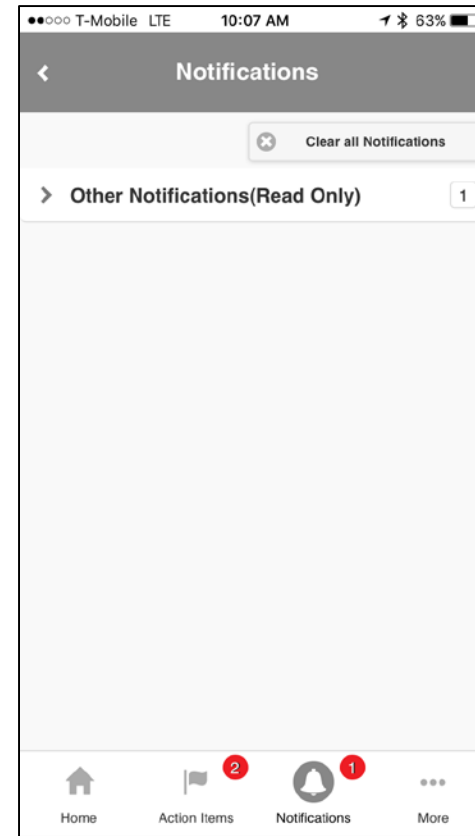 T-Mobile LTE 10:07 AM 63%
Notifications
Clear all Notifications
Other Notifications(Read Only) 1
2 1
Home Action Items Notifications More